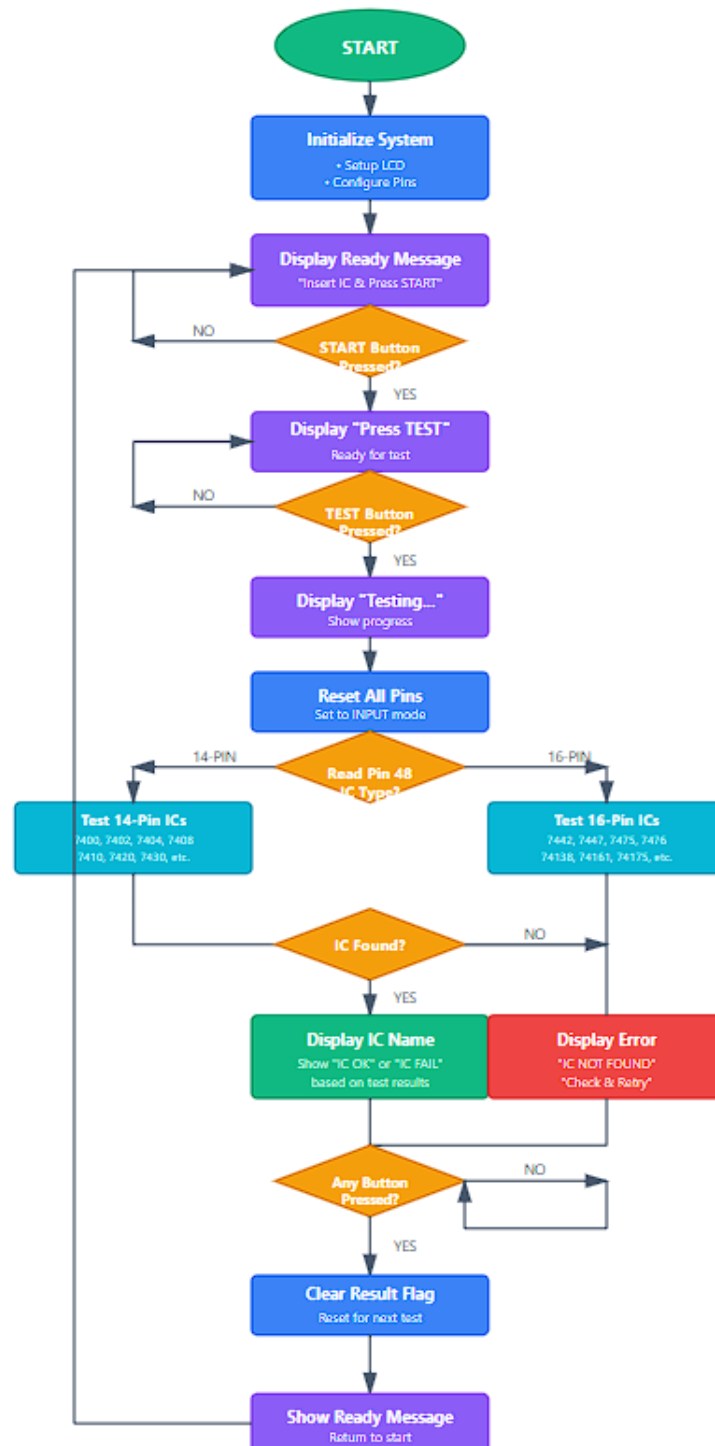 START
Initialize System
• Setup LCD
• Configure Pins
Display Ready Message
"Insert IC & Press START"
NO
START Button
Pressed?
YES
Display "Press TEST"
Ready for test
NO
TEST Button
Pressed?
YES
Display "Testing..."
Show progress
Reset All Pins
Set to INPUT mode
14-PIN
16-PIN
Read Pin 48
IC Type?
Test 14-Pin ICs
7400, 7402, 7404, 7408
7410, 7420, 7430, etc.
Test 16-Pin ICs
7442, 7447, 7475, 7476
74138, 74161, 74175, etc.
IC Found?
NO
YES
Display IC Name
Show "IC OK" or "IC FAIL"
based on test results
Display Error
"IC NOT FOUND"
"Check & Retry"
Any Button
Pressed?
NO
YES
Clear Result Flag
Reset for next test
Show Ready Message
Return to start